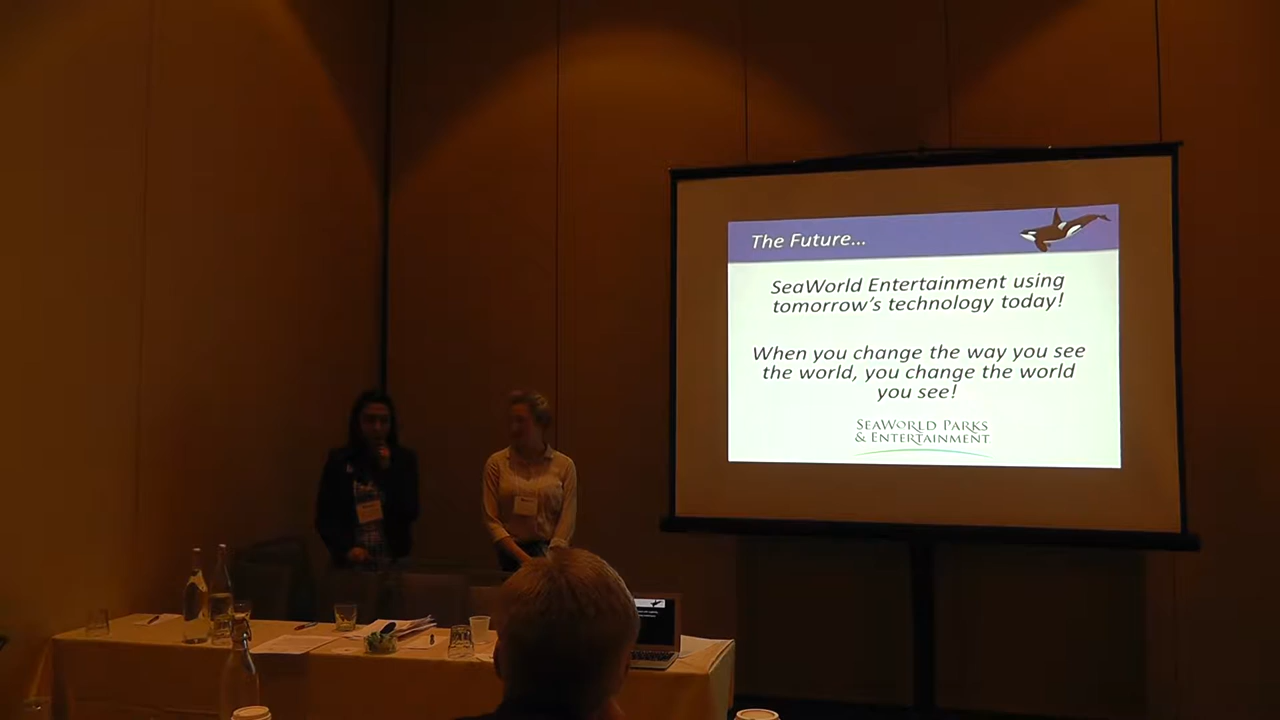 The Future...
SeaWorld Entertainment using
tomorrow's technology today!
When you change the way you see
the world, you change the world
you see!
SEAWORLD PARKS
& ENTERTAINMENT